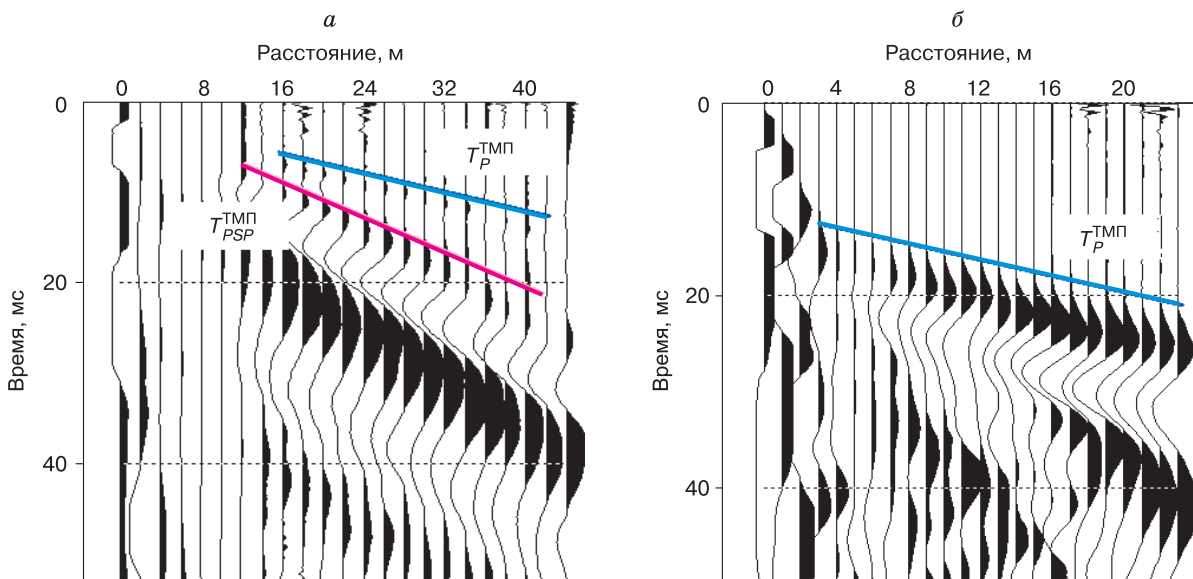 а
Расстояние, м
0 8 16 24 32 40
0
20
40
Время, мс
T_P^ТМП
T_PSP^ТМП
б
Расстояние, м
0 4 8 12 16 20
0
20
40
Время, мс
T_P^ТМП